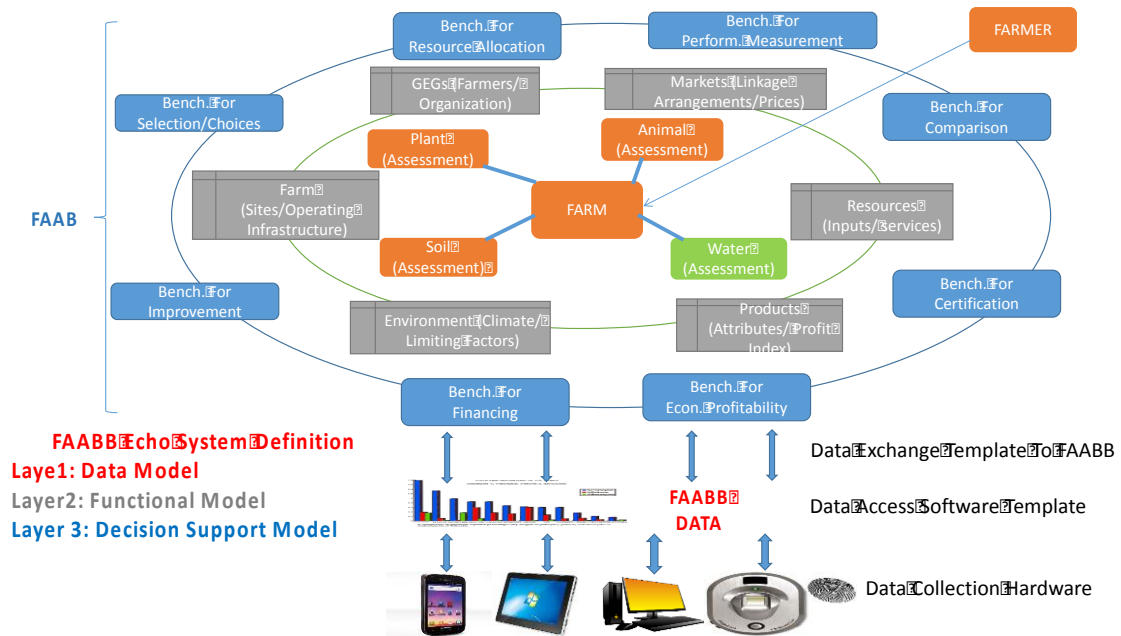 Bench. For
Resource Allocation
Bench. For
Perform. Measurement
FARMER
GEGs (Farmers/
Organization)
Markets (Linkage
Arrangements/Prices)
Bench. For
Selection/Choices
Bench. For
Comparison
Plant
(Assessment)
Animal
(Assessment)
Farm
(Sites/Operating
Infrastructure)
FARM
Resources
(Inputs/Services)
FAAB
Soil
(Assessment)
Water
(Assessment)
Bench. For
Improvement
Bench. For
Certification
Environment (Climate/
Limiting Factors)
Products
(Attributes/ Profit
Index)
Bench. For
Financing
Bench. For
Econ. Profitability
FAABB Echo System Definition
Laye1: Data Model
Layer2: Functional Model
Layer 3: Decision Support Model
Data Exchange Template To FAABB
FAABB
DATA
Data Access Software Template
Data Collection Hardware